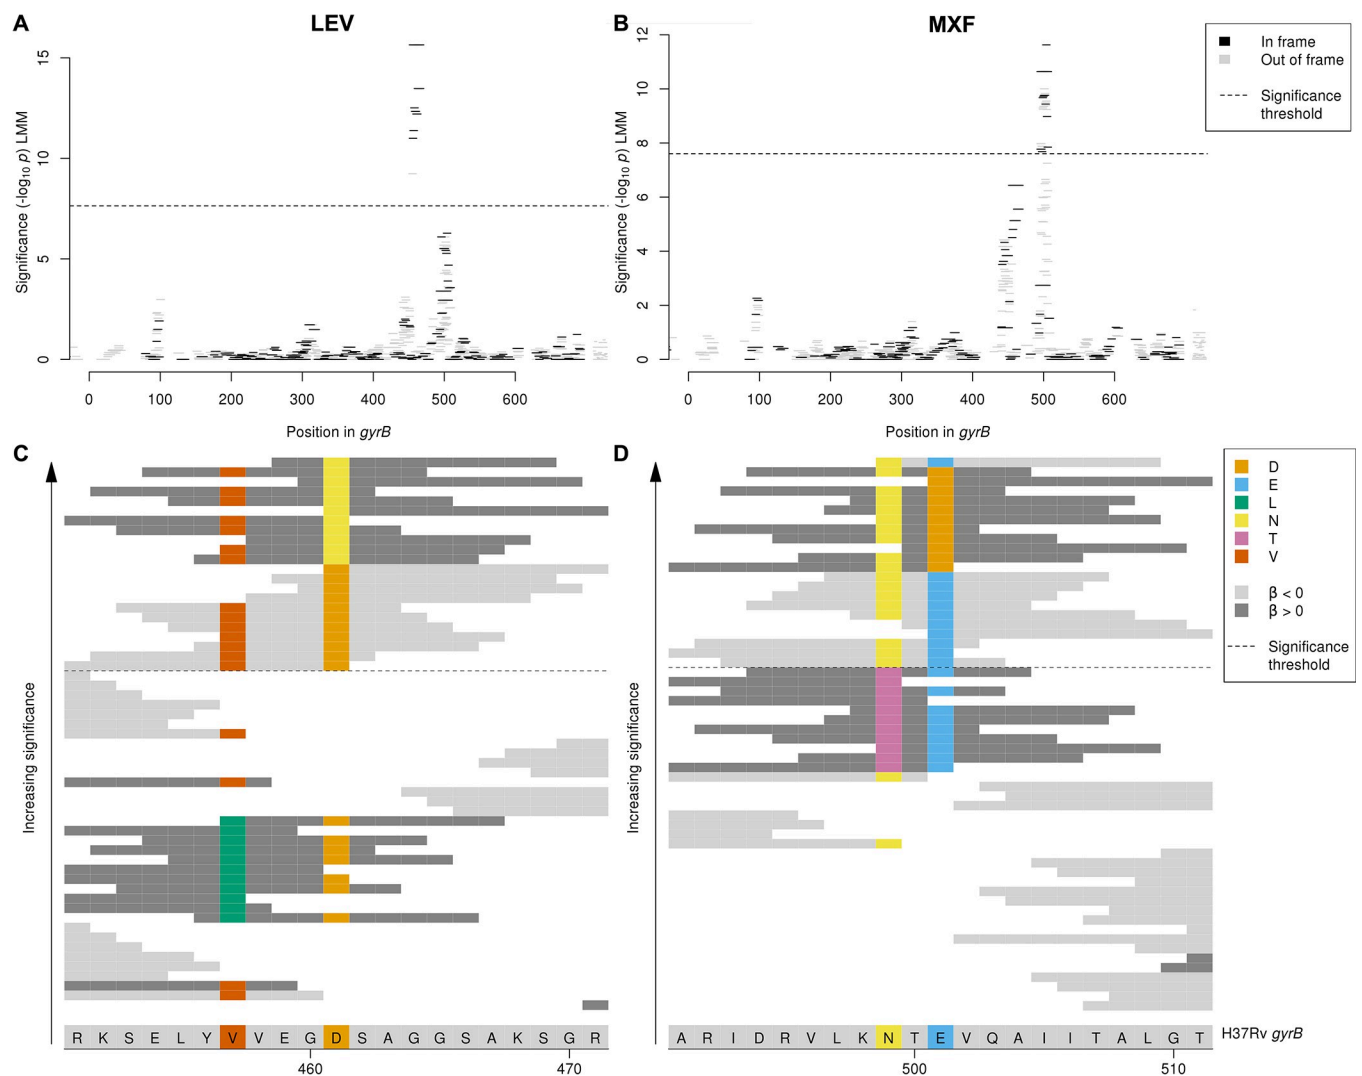 A
LEV
Significance (-log10 p) LMM
15
10
5
0
0 100 200 300 400 500 600
Position in gyrB
B
MXF
Significance (-log10 p) LMM
12
10
8
6
4
2
0
0 100 200 300 400 500 600
Position in gyrB
In frame
Out of frame
Significance
threshold
C
Increasing significance
R K S E L Y V V E G D S A G G S A K S G R
460 470
D
Increasing significance
A R I D R V L K N T E V Q A I I T A L G T
H37Rv gyrB
500 510
D
E
L
N
T
V
β < 0
β > 0
Significance
threshold